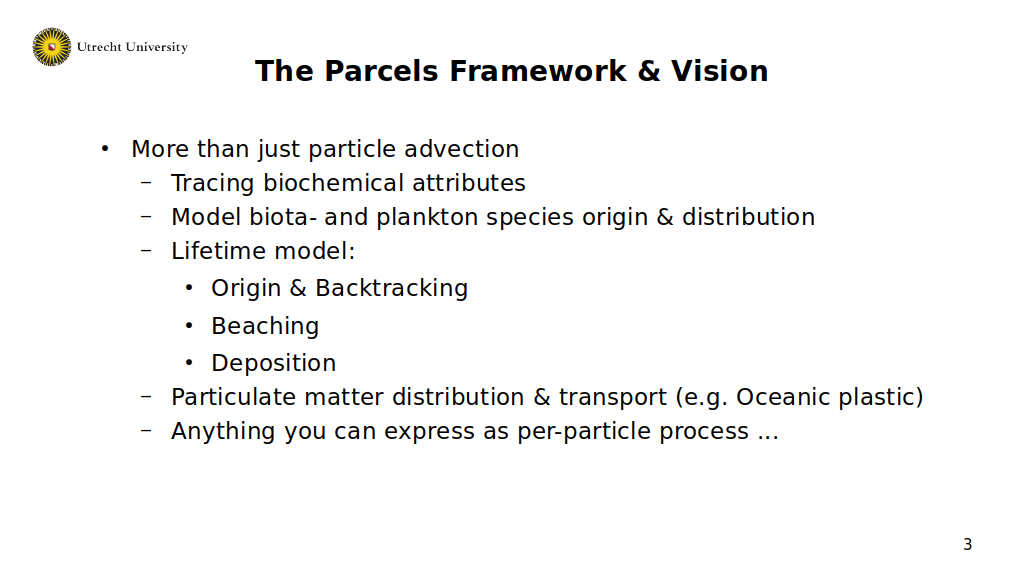 Utrecht University
The Parcels Framework & Vision
• More than just particle advection
– Tracing biochemical attributes
– Model biota- and plankton species origin & distribution
– Lifetime model:
• Origin & Backtracking
• Beaching
• Deposition
– Particulate matter distribution & transport (e.g. Oceanic plastic)
– Anything you can express as per-particle process ...
3